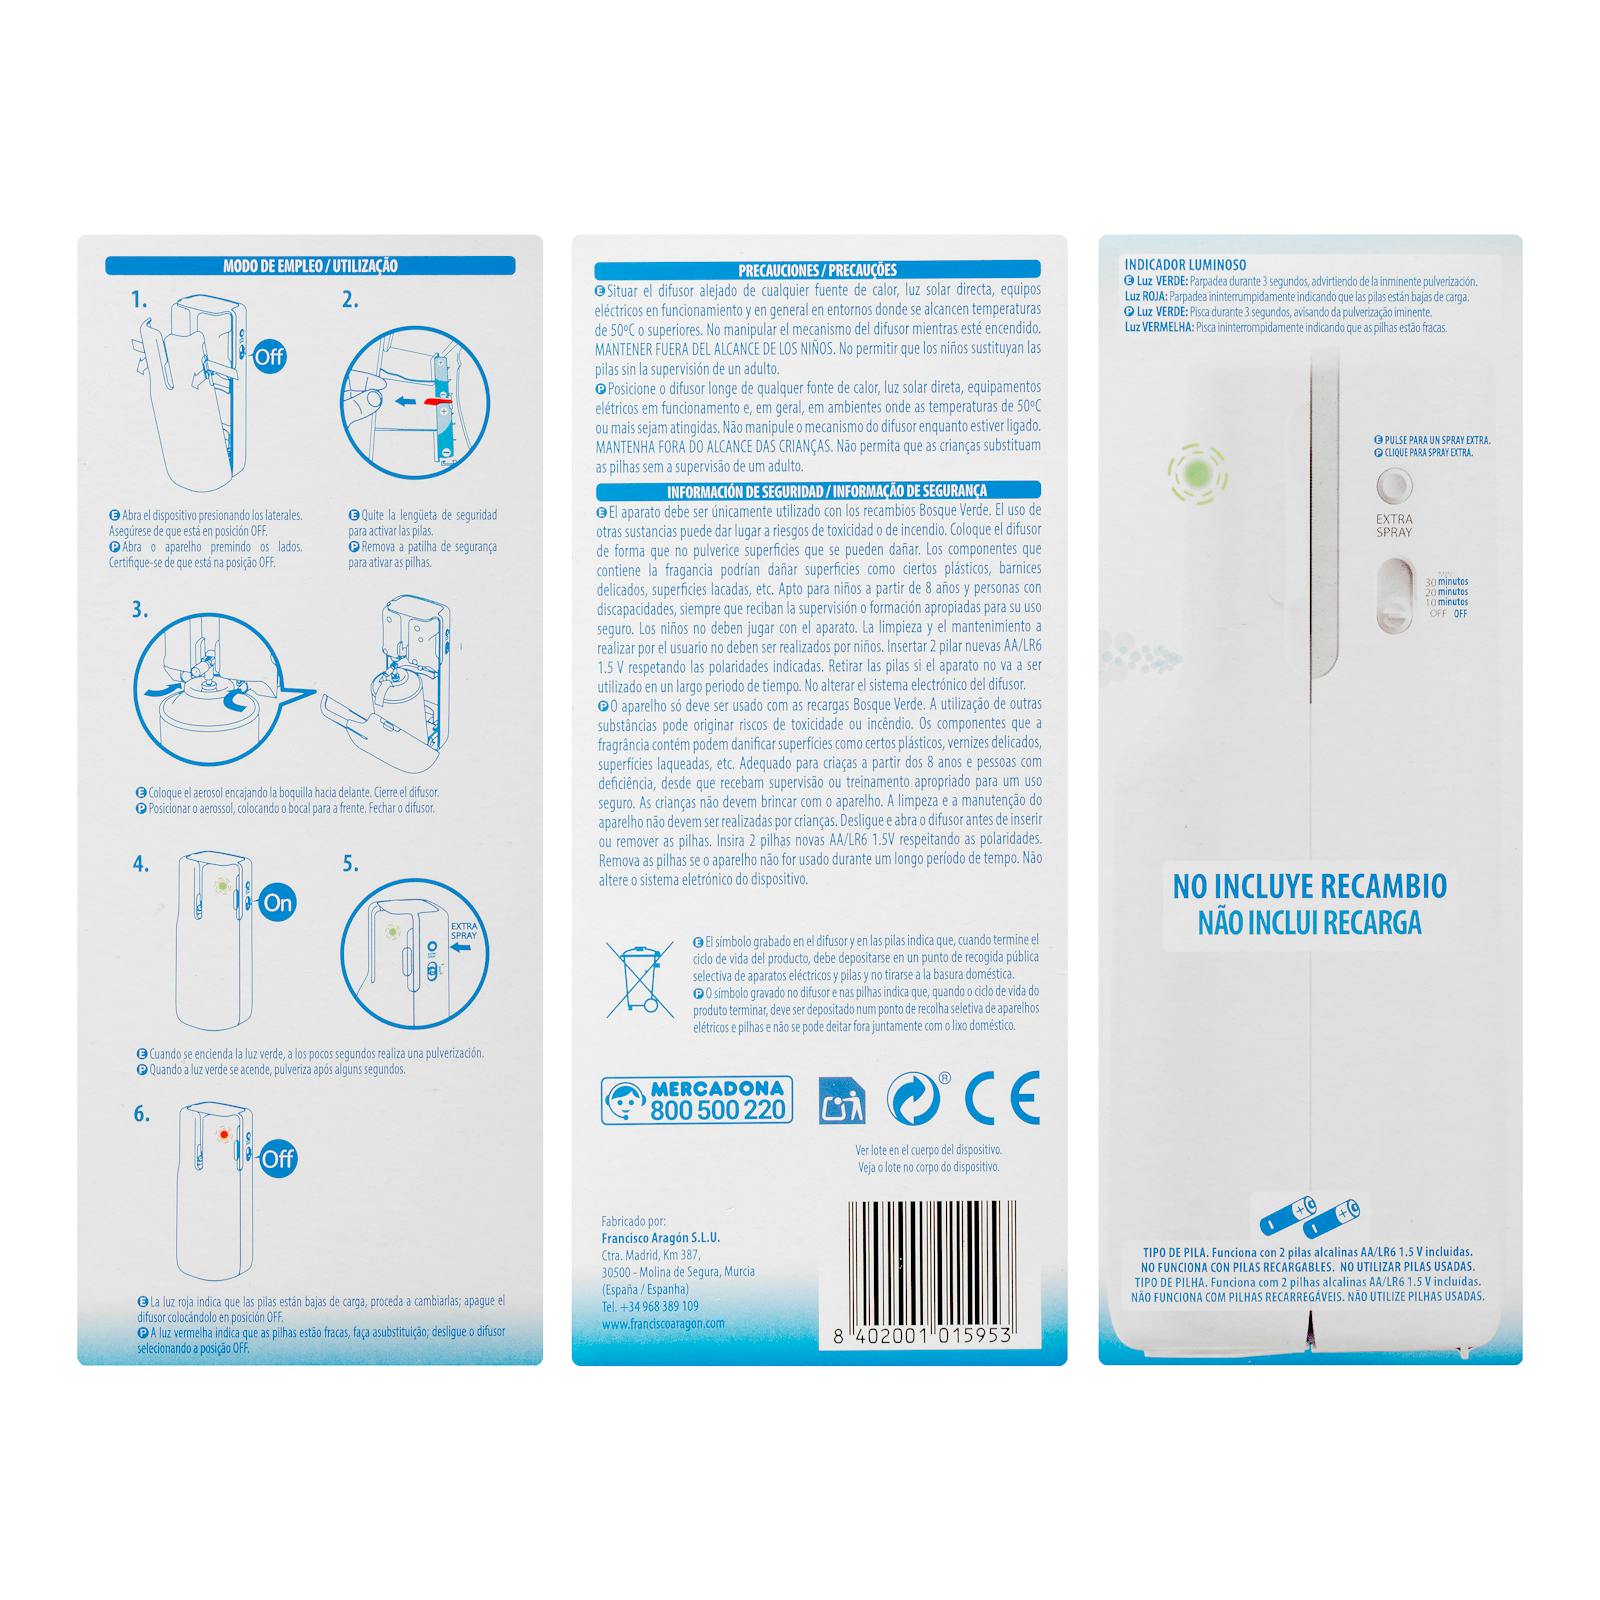 MODO DE EMPLEO / UTILIZAÇÃO
1.
Off
E Abra el dispositivo presionando los laterales.
Asegúrese de que está en posición OFF.
P Abra o aparelho premindo os lados.
Certifique-se de que está na posição OFF.
2.
E Quite la lengüeta de seguridad
para activar las pilas.
P Remova a patilha de segurança
para ativar as pilhas.
3.
E Coloque el aerosol encajando la boquilla hacia delante. Cierre el difusor.
P Posicionar o aerossol, colocando o bocal para a frente. Fechar o difusor.
4.
On
5.
EXTRA
SPRAY
E Cuando se encienda la luz verde, a los pocos segundos realiza una pulverización.
P Quando a luz verde se acende, pulveriza após alguns segundos.
6.
Off
E La luz roja indica que las pilas están bajas de carga, proceda a cambiarlas; apague el
difusor colocándolo en posición OFF.
P A luz vermelha indica que as pilhas estão fracas, faça asubstituição; desligue o difusor
selecionando a posição OFF.
PRECAUCIONES / PRECAUÇÕES
E Situar el difusor alejado de cualquier fuente de calor, luz solar directa, equipos
eléctricos en funcionamiento y en general en entornos donde se alcancen temperaturas
de 50ºC o superiores. No manipular el mecanismo del difusor mientras esté encendido.
MANTENER FUERA DEL ALCANCE DE LOS NIÑOS. No permitir que los niños sustituyan las
pilas sin la supervisión de un adulto.
P Posicione o difusor longe de qualquer fonte de calor, luz solar direta, equipamentos
elétricos em funcionamento e, em geral, em ambientes onde as temperaturas de 50ºC
ou mais sejam atingidas. Não manipule o mecanismo do difusor enquanto estiver ligado.
MANTENHA FORA DO ALCANCE DAS CRIANÇAS. Não permita que as crianças substituam
as pilhas sem a supervisão de um adulto.
INFORMACIÓN DE SEGURIDAD / INFORMAÇÃO DE SEGURANÇA
E El aparato debe ser únicamente utilizado con los recambios Bosque Verde. El uso de
otras sustancias puede dar lugar a riesgos de toxicidad o de incendio. Coloque el difusor
de forma que no pulverice superficies que se pueden dañar. Los componentes que
contiene la fragancia podrían dañar superficies como ciertos plásticos, barnices
delicados, superficies lacadas, etc. Apto para niños a partir de 8 años y personas con
discapacidades, siempre que reciban la supervisión o formación apropiadas para su uso
seguro. Los niños no deben jugar con el aparato. La limpieza y el mantenimiento a
realizar por el usuario no deben ser realizados por niños. Insertar 2 pilar nuevas AA/LR6
1.5 V respetando las polaridades indicadas. Retirar las pilas si el aparato no va a ser
utilizado en un largo periodo de tiempo. No alterar el sistema electrónico del difusor.
P O aparelho só deve ser usado com as recargas Bosque Verde. A utilização de outras
substâncias pode originar riscos de toxicidade ou incêndio. Os componentes que a
fragrância contém podem danificar superfícies como certos plásticos, vernizes delicados,
superfícies laqueadas, etc. Adequado para criaças a partir dos 8 anos e pessoas com
deficiência, desde que recebam supervisão ou treinamento apropriado para um uso
seguro. As crianças não devem brincar com o aparelho. A limpeza e a manutenção do
aparelho não devem ser realizadas por crianças. Desligue e abra o difusor antes de inserir
ou remover as pilhas. Insira 2 pilhas novas AA/LR6 1.5V respeitando as polaridades.
Remova as pilhas se o aparelho não for usado durante um longo período de tempo. Não
altere o sistema eletrónico do dispositivo.
E El símbolo grabado en el difusor y en las pilas indica que, cuando termine el
ciclo de vida del producto, debe depositarse en un punto de recogida pública
selectiva de aparatos eléctricos y pilas y no tirarse a la basura doméstica.
P O símbolo gravado no difusor e nas pilhas indica que, quando o ciclo de vida do
produto terminar, deve ser depositado num ponto de recolha seletiva de aparelhos
elétricos e pilhas e não se pode deitar fora juntamente com o lixo doméstico.
MERCADONA
800 500 220
® CE
Ver lote en el cuerpo del dispositivo.
Veja o lote no corpo do dispositivo.
Fabricado por:
Francisco Aragón S.L.U.
Ctra. Madrid, Km 387,
30500 - Molina de Segura, Murcia
(España / Espanha)
Tel. +34 968 389 109
www.franciscoaragon.com
8 402001 015953
INDICADOR LUMINOSO
E Luz VERDE: Parpadea durante 3 segundos, advirtiendo de la inminente pulverización.
Luz ROJA: Parpadea ininterrumpidamente indicando que las pilas están bajas de carga.
P Luz VERDE: Pisca durante 3 segundos, avisando da pulverização iminente.
Luz VERMELHA: Pisca ininterrompidamente indicando que as pilhas estão fracas.
E PULSE PARA UN SPRAY EXTRA.
P CLIQUE PARA SPRAY EXTRA.
EXTRA
SPRAY
MINS
30 minutos
20 minutos
10 minutos
OFF OFF
NO INCLUYE RECAMBIO
NÃO INCLUI RECARGA
TIPO DE PILA. Funciona con 2 pilas alcalinas AA/LR6 1.5 V incluidas.
NO FUNCIONA CON PILAS RECARGABLES. NO UTILIZAR PILAS USADAS.
TIPO DE PILHA. Funciona com 2 pilhas alcalinas AA/LR6 1.5 V incluídas.
NÃO FUNCIONA COM PILHAS RECARREGÁVEIS. NÃO UTILIZE PILHAS USADAS.